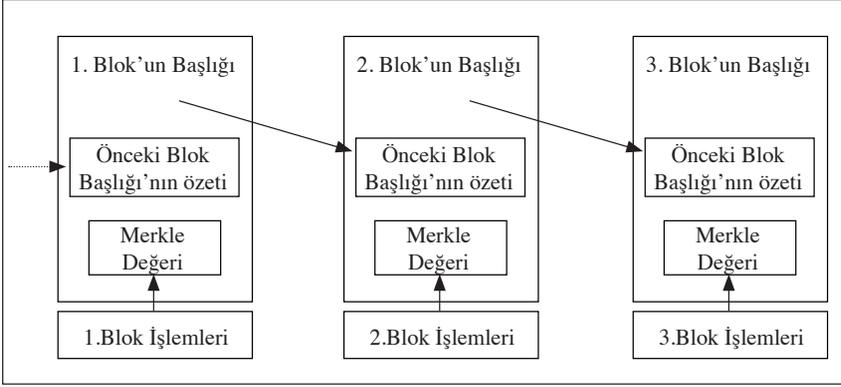 1. Blok’un Başlığı
Önceki Blok
Başlığı’nın özeti
Merkle
Değeri
1.Blok İşlemleri
2. Blok’un Başlığı
Önceki Blok
Başlığı’nın özeti
Merkle
Değeri
2.Blok İşlemleri
3. Blok’un Başlığı
Önceki Blok
Başlığı’nın özeti
Merkle
Değeri
3.Blok İşlemleri